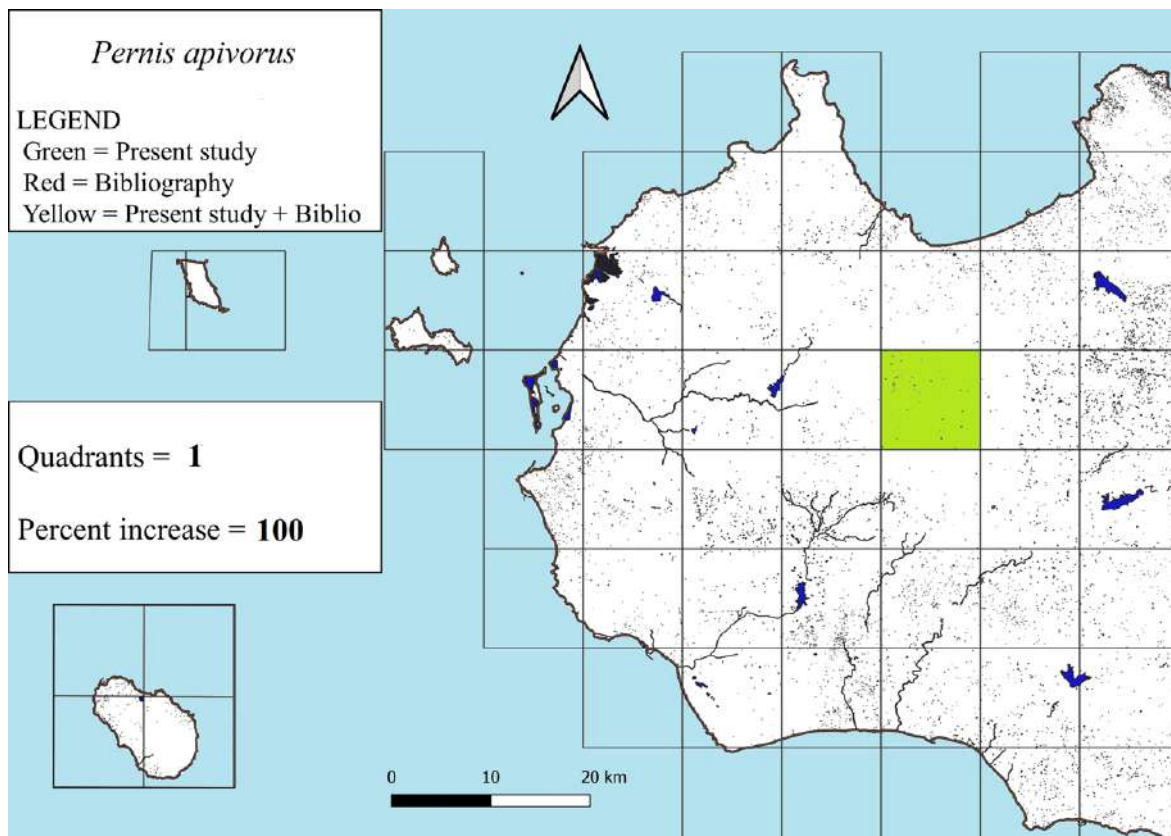 Pernis apivorus
LEGEND
Green = Present study
Red = Bibliography
Yellow = Present study + Biblio
Quadrants = 1
Percent increase = 100
0 10 20 km